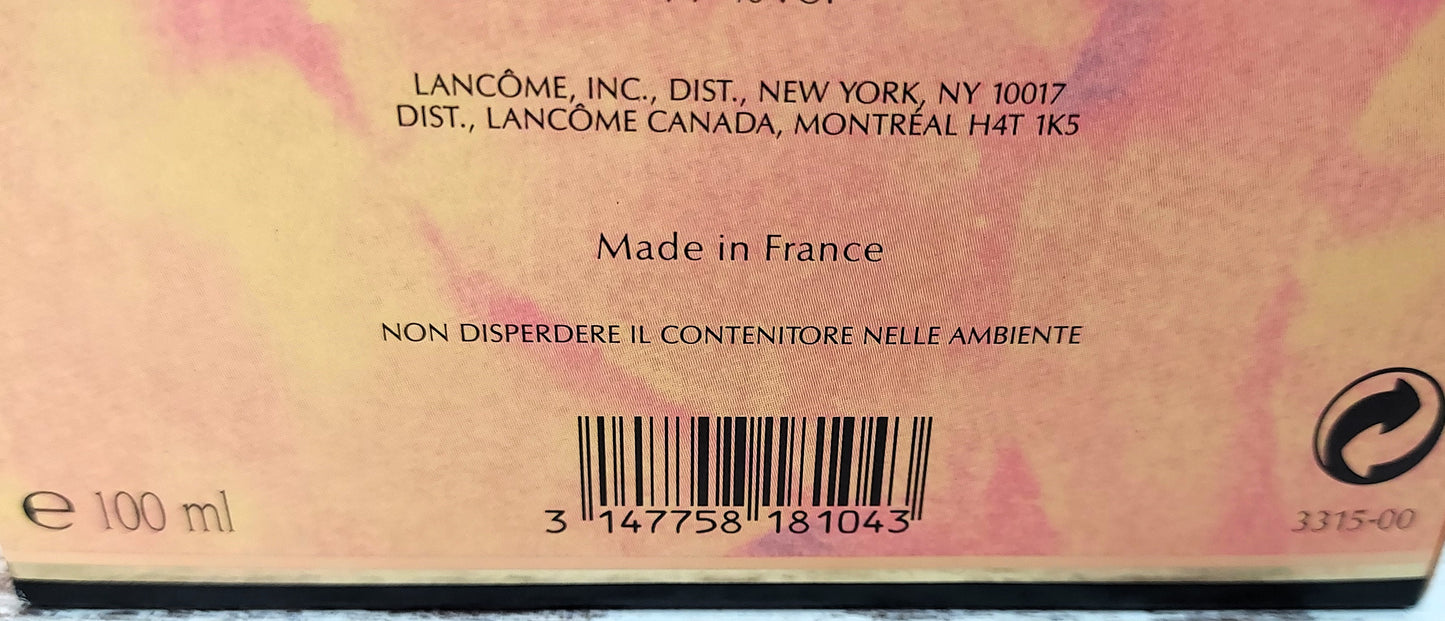 LANCÔME, INC., DIST., NEW YORK, NY 10017
DIST., LANCÔME CANADA, MONTRÉAL H4T 1K5
Made in France
NON DISPERDERE IL CONTENITORE NELLE AMBIENTE
e 100 ml
3 147758 181043
3315-00